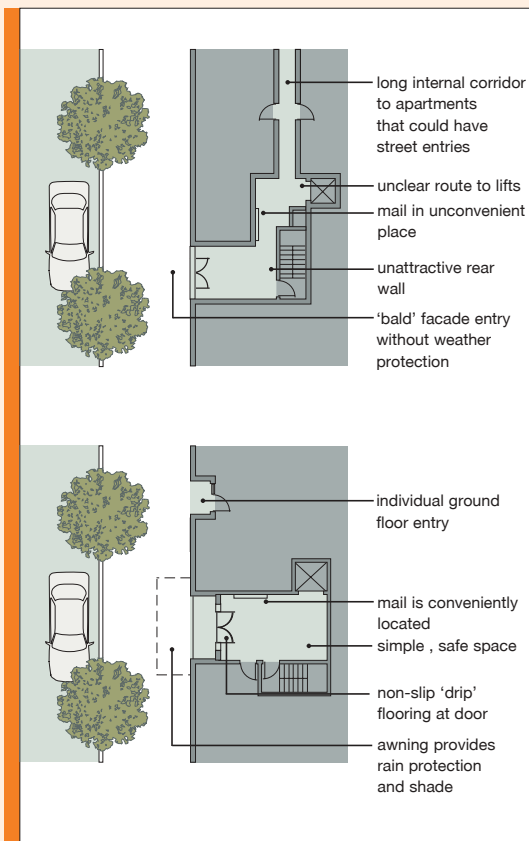 long internal corridor
to apartments
that could have
street entries
unclear route to lifts
mail in unconvenient
place
unattractive rear
wall
‘bald’ facade entry
without weather
protection
individual ground
floor entry
mail is conveniently
located
simple , safe space
non-slip ‘drip’
flooring at door
awning provides
rain protection
and shade